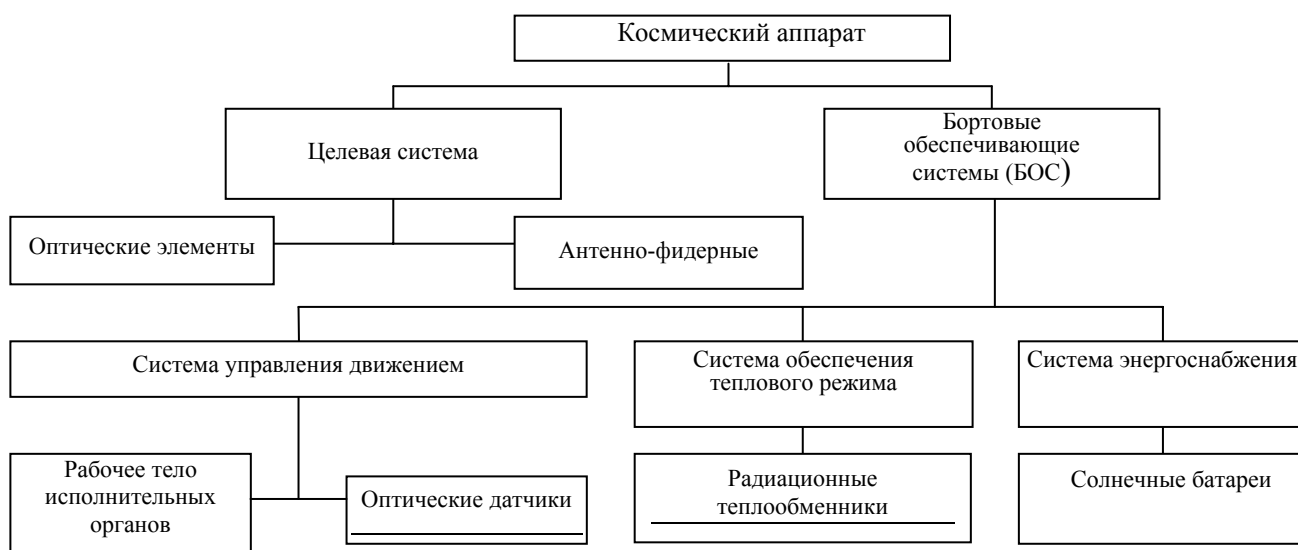 Космический аппарат
Целевая система
Бортовые
обеспечивающие
системы (БОС)
Оптические элементы
Антенно-фидерные
Система управления движением
Система обеспечения
теплового режима
Система энергоснабжения
Рабочее тело
исполнительных
органов
Оптические датчики
Радиационные
теплообменники
Солнечные батареи